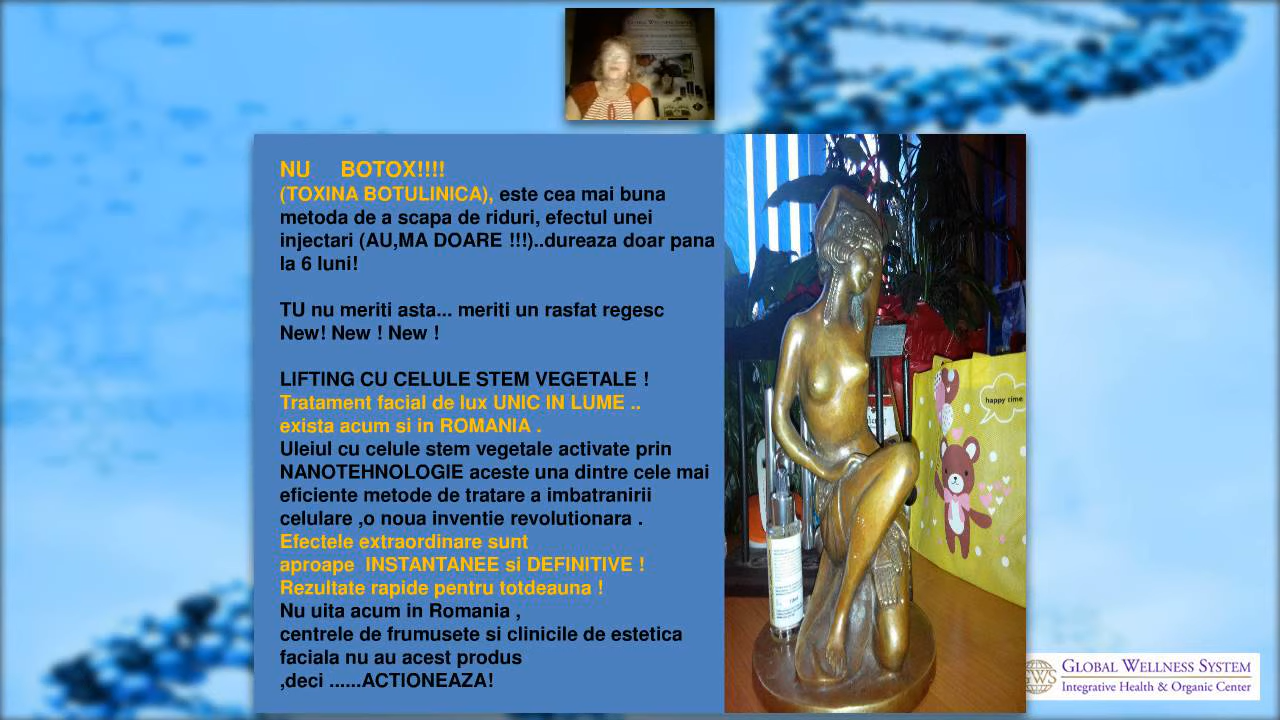 GLOBAL WELLNESS SYSTEM
NU BOTOX!!!!
(TOXINA BOTULINICA), este cea mai buna
metoda de a scapa de riduri, efectul unei
injectari (AU,MA DOARE !!!)..dureaza doar pana
la 6 luni!
TU nu meriti asta... meriti un rasfat regesc
New! New ! New !
LIFTING CU CELULE STEM VEGETALE !
Tratament facial de lux UNIC IN LUME ..
exista acum si in ROMANIA .
Uleiul cu celule stem vegetale activate prin
NANOTEHNOLOGIE aceste una dintre cele mai
eficiente metode de tratare a imbatranirii
celulare ,o noua inventie revolutionara .
Efectele extraordinare sunt
aproape INSTANTANEE si DEFINITIVE !
Rezultate rapide pentru totdeauna !
Nu uita acum in Romania ,
centrele de frumusete si clinicile de estetica
faciala nu au acest produs
,deci ......ACTIONEAZA!
happy time
GWS
GLOBAL WELLNESS SYSTEM
Integrative Health & Organic Center